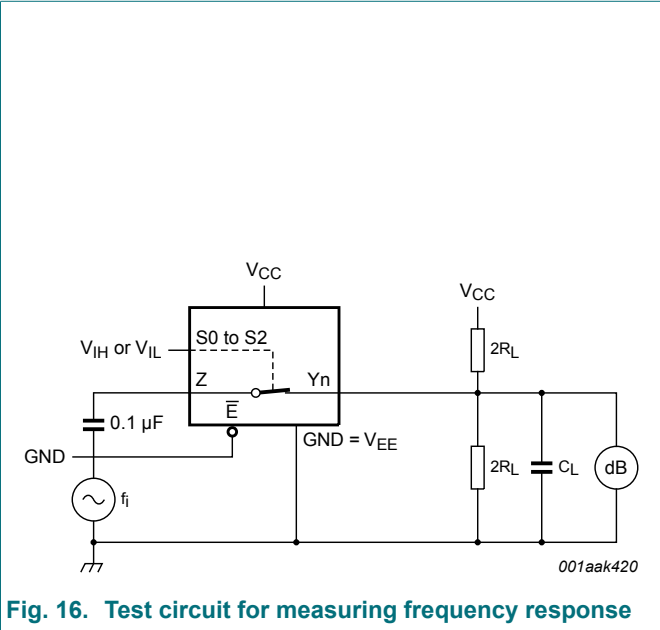 VCC
VCC
S0 to S2
2RL
VIH or VIL
Z
Yn
E̅
0.1 µF
GND = VEE
GND
2RL
CL
dB
fi
001aak420
Fig. 16. Test circuit for measuring frequency response